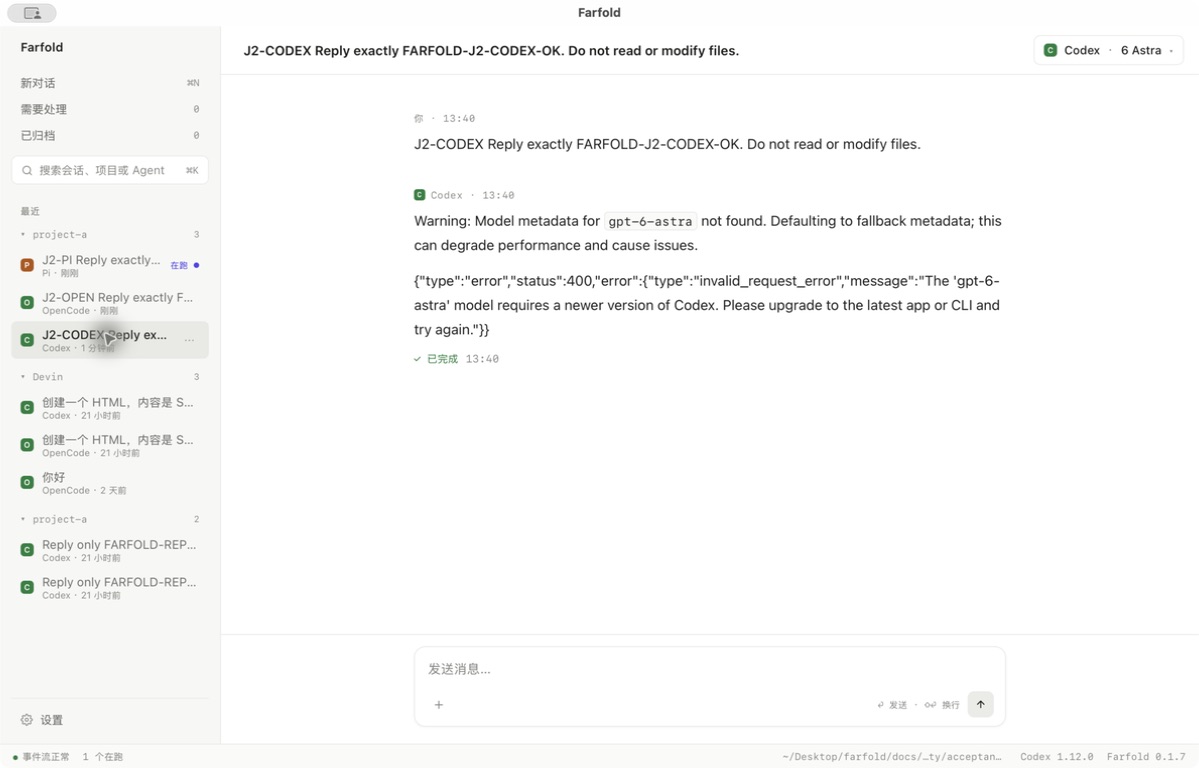 Farfold
Farfold
新对话 ⌘N
需要处理 0
已归档 0
搜索会话、项目或 Agent ⌘K
最近
project-a 3
P J2-PI Reply exactly... 在跑
Pi · 刚刚
O J2-OPEN Reply exactly F...
OpenCode · 刚刚
C J2-CODEX Reply ex... ...
Codex · 1 分钟前
Devin 3
C 创建一个 HTML，内容是 S...
Codex · 21 小时前
O 创建一个 HTML，内容是 S...
OpenCode · 21 小时前
O 你好
OpenCode · 2 天前
project-a 2
C Reply only FARFOLD-REP...
Codex · 21 小时前
C Reply only FARFOLD-REP...
Codex · 21 小时前
设置
J2-CODEX Reply exactly FARFOLD-J2-CODEX-OK. Do not read or modify files.
C Codex · 6 Astra
你 · 13:40
J2-CODEX Reply exactly FARFOLD-J2-CODEX-OK. Do not read or modify files.
C Codex · 13:40
Warning: Model metadata for gpt-6-astra not found. Defaulting to fallback metadata; this
can degrade performance and cause issues.
{"type":"error","status":400,"error":{"type":"invalid_request_error","message":"The 'gpt-6-
astra' model requires a newer version of Codex. Please upgrade to the latest app or CLI and
try again."}}
✓ 已完成 13:40
发送消息...
+ ⏎ 发送 · ⇧⏎ 换行
事件流正常 1 个在跑 ~/Desktop/farfold/docs/…ty/acceptan… Codex 1.12.0 Farfold 0.1.7